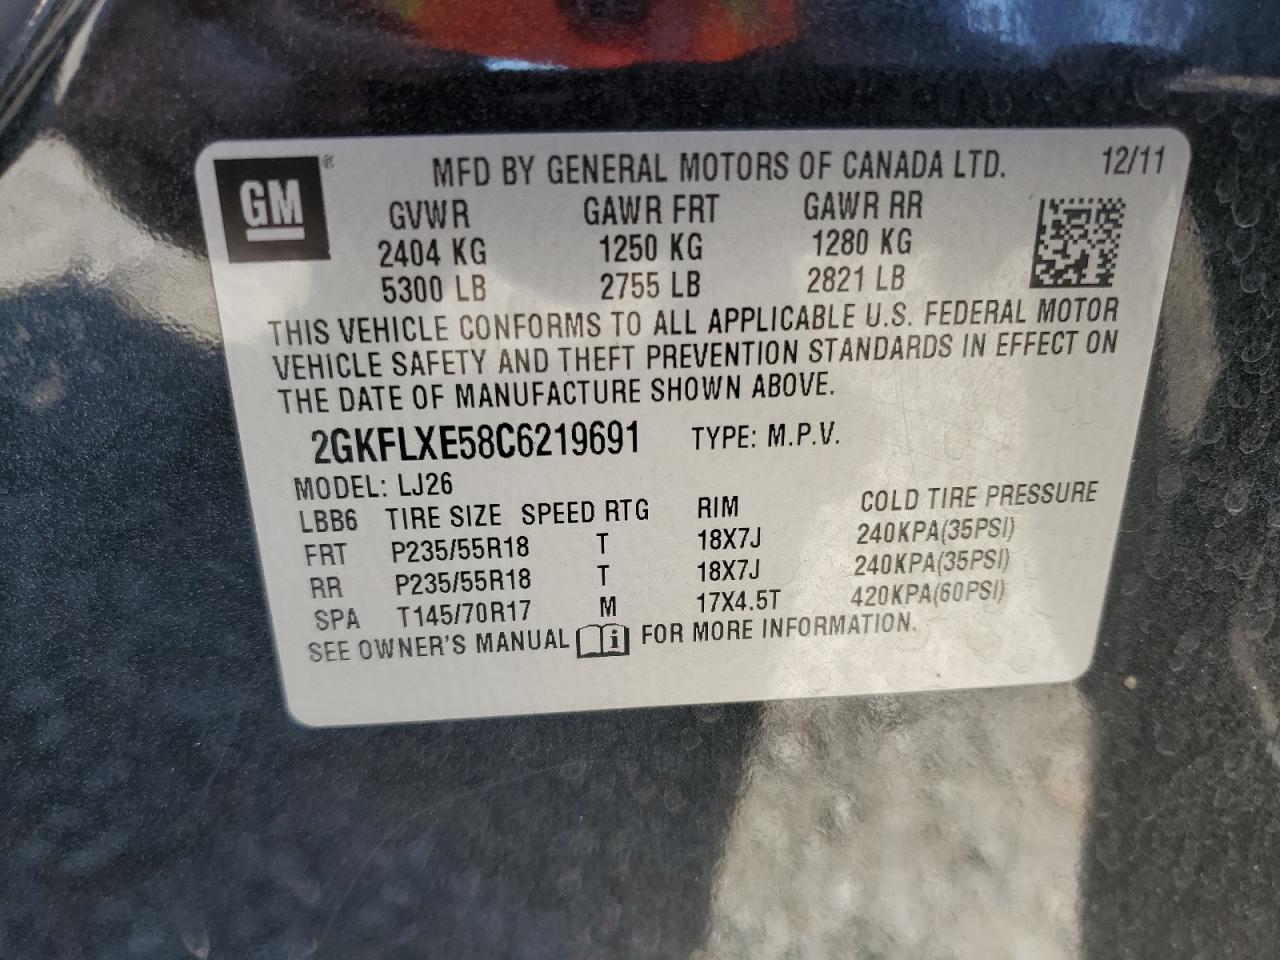 GM ® MFD BY GENERAL MOTORS OF CANADA LTD. 12/11
GVWR GAWR FRT GAWR RR
2404 KG 1250 KG 1280 KG
5300 LB 2755 LB 2821 LB
THIS VEHICLE CONFORMS TO ALL APPLICABLE U.S. FEDERAL MOTOR
VEHICLE SAFETY AND THEFT PREVENTION STANDARDS IN EFFECT ON
THE DATE OF MANUFACTURE SHOWN ABOVE.
2GKFLXE58C6219691 TYPE: M.P.V.
MODEL: LJ26
LBB6 TIRE SIZE SPEED RTG RIM COLD TIRE PRESSURE
FRT P235/55R18 T 18X7J 240KPA(35PSI)
RR P235/55R18 T 18X7J 240KPA(35PSI)
SPA T145/70R17 M 17X4.5T 420KPA(60PSI)
SEE OWNER'S MANUAL i FOR MORE INFORMATION.